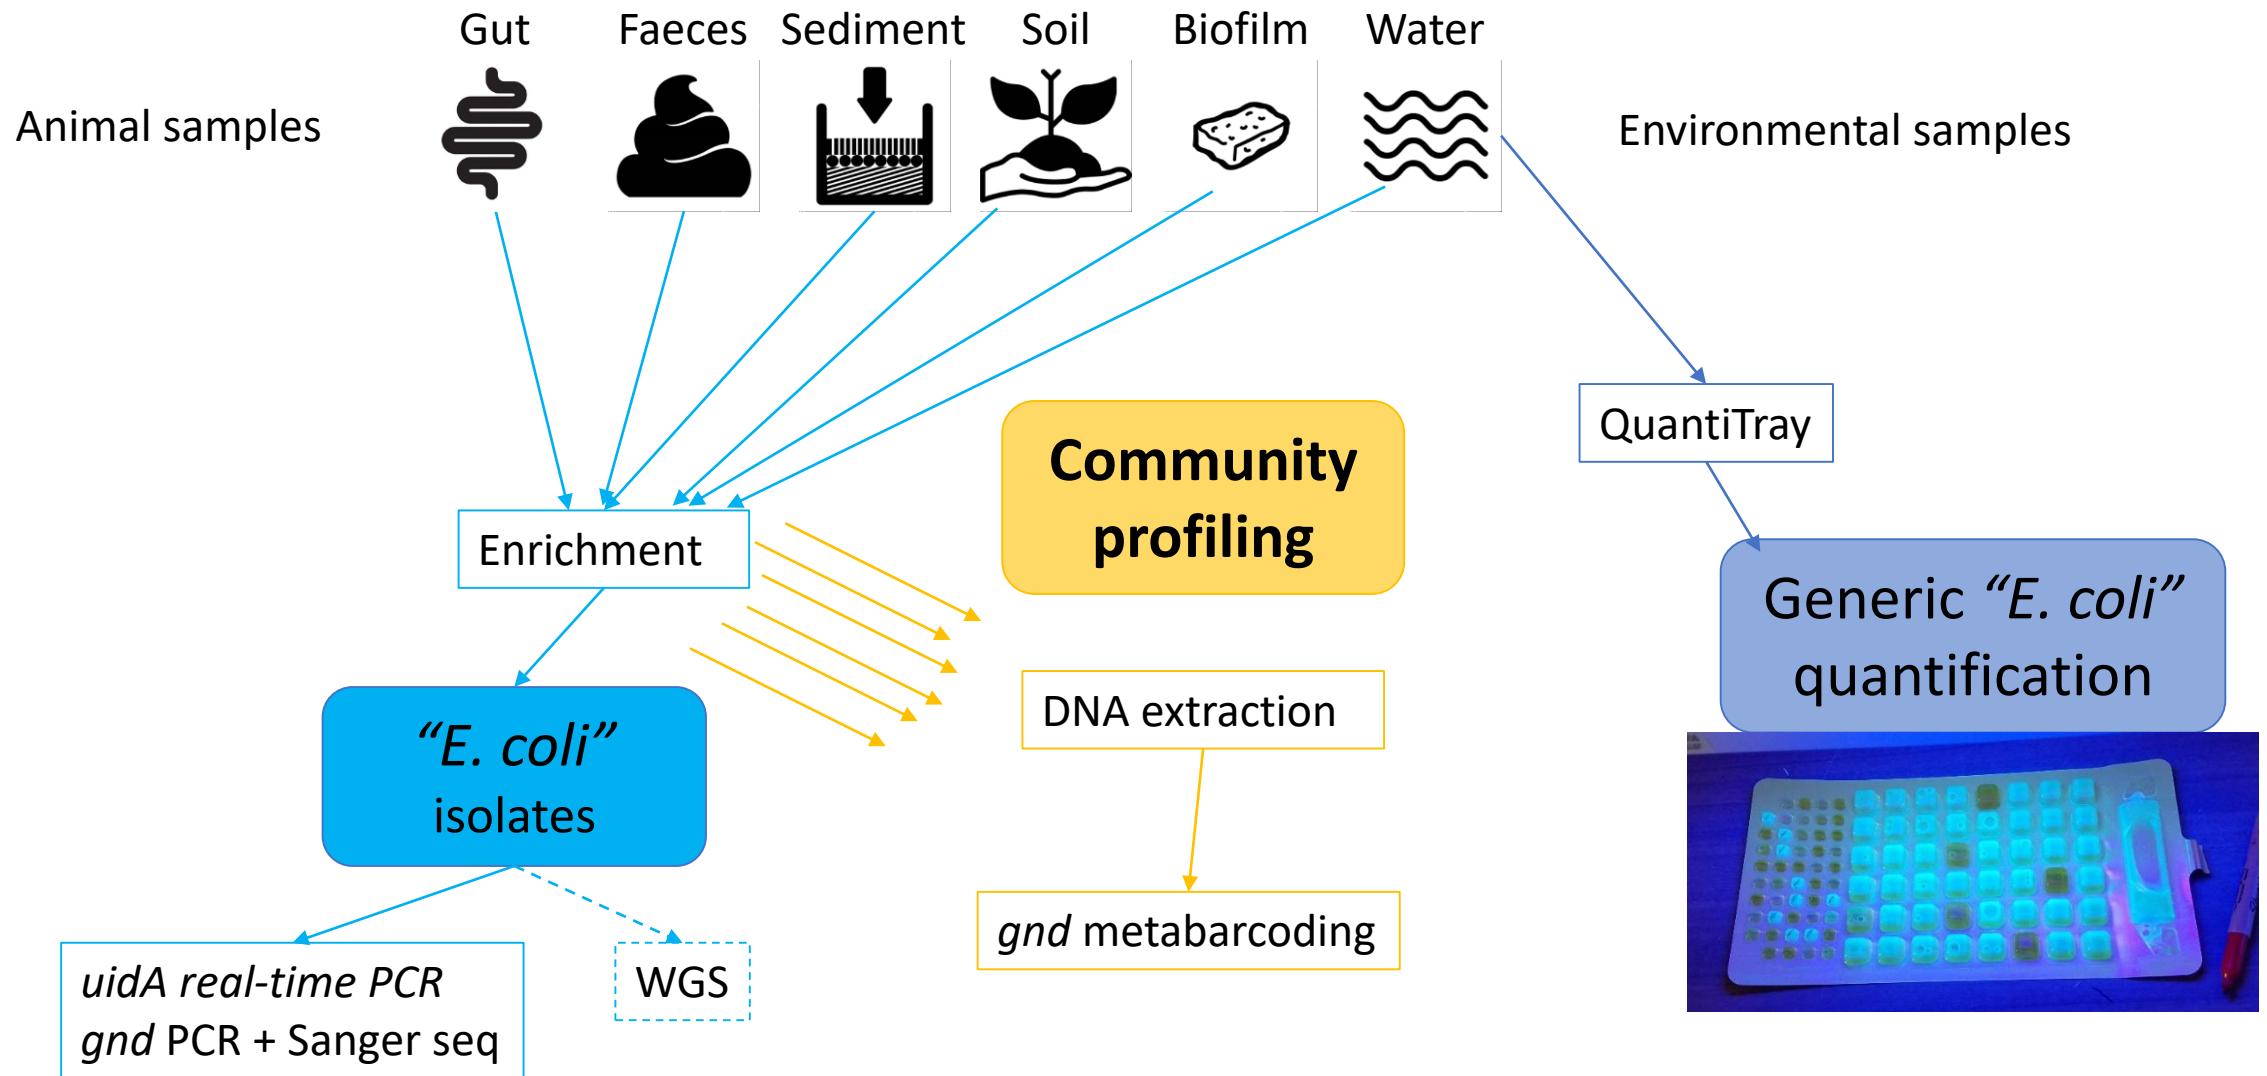 Gut
Faeces
Sediment
Soil
Biofilm
Water
Animal samples
Environmental samples
QuantiTray
Community
profiling
Enrichment
Generic “E. coli”
quantification
DNA extraction
“E. coli”
isolates
gnd metabarcoding
uidA real-time PCR
gnd PCR + Sanger seq
WGS